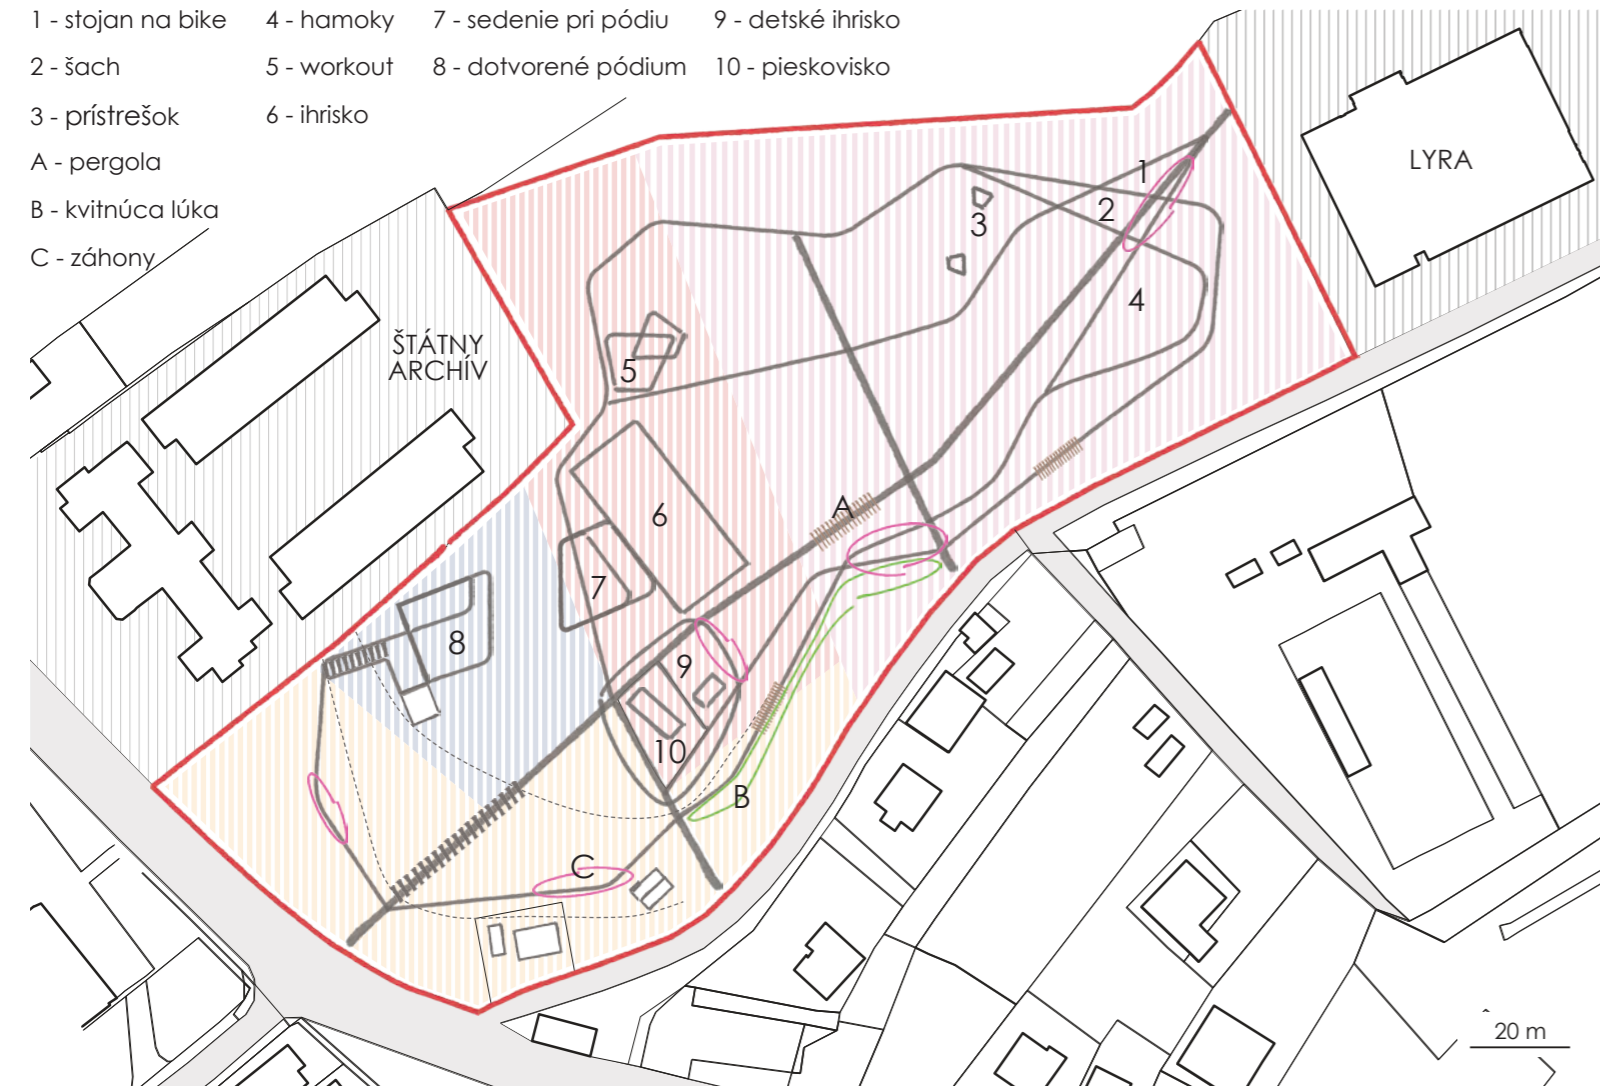 1 - stojan na bike
4 - hamoky
7 - sedenie pri pódiu
9 - detské ihrisko
2 - šach
5 - workout
8 - dotvorené pódium
10 - pieskovisko
3 - prístrešok
6 - ihrisko
A - pergola
B - kvitnúca lúka
C - záhony
LYRA
1
2
3
4
ŠTÁTNY
ARCHÍV
5
A
6
7
8
9
10
B
C
20 m